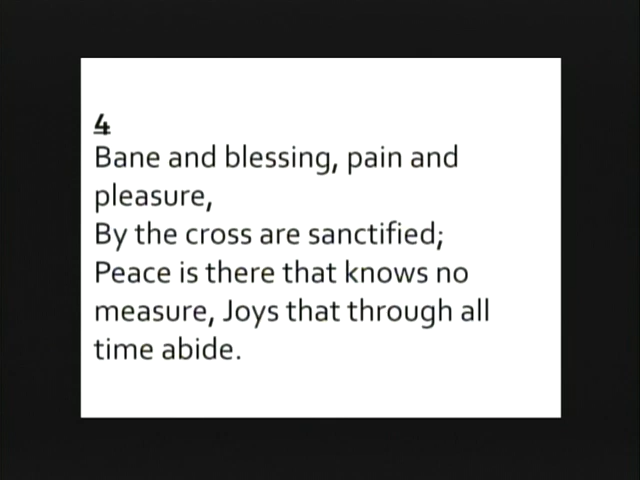 4
Bane and blessing, pain and
pleasure,
By the cross are sanctified;
Peace is there that knows no
measure, Joys that through all
time abide.